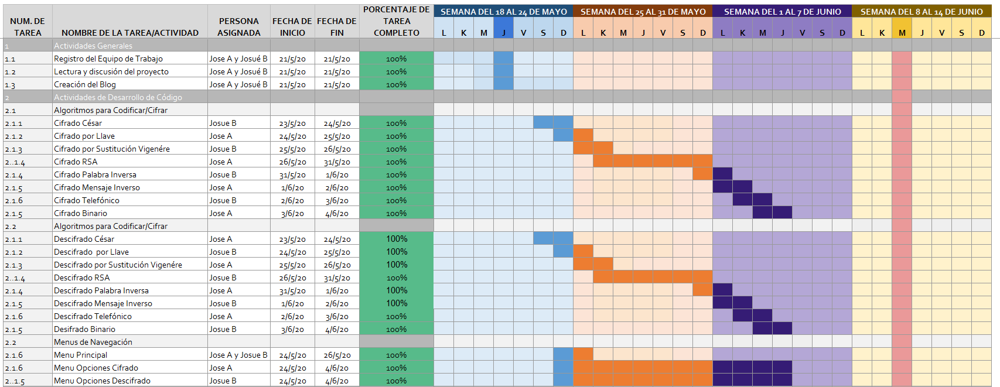 NUM. DE TAREA NOMBRE DE LA TAREA/ACTIVIDAD PERSONA ASIGNADA FECHA DE INICIO FECHA DE FIN PORCENTAJE DE TAREA COMPLETO SEMANA DEL 18 AL 24 DE MAYO SEMANA DEL 25 AL 31 DE MAYO SEMANA DEL 1 AL 7 DE JUNIO SEMANA DEL 8 AL 14 DE JUNIO
L K M J V S D L K M J V S D L K M J V S D L K M J V S D
1 Actividades Generales
1.1 Registro del Equipo de Trabajo Jose A y Josué B 21/5/20 21/5/20 100%
1.2 Lectura y discusión del proyecto Jose A y Josué B 21/5/20 21/5/20 100%
1.3 Creación del Blog Jose A y Josué B 21/5/20 21/5/20 100%
2 Actividades de Desarrollo de Código
2.1 Algoritmos para Codificar/Cifrar
2.1.1 Cifrado César Josue B 23/5/20 24/5/20 100%
2.1.2 Cifrado por Llave Jose A 24/5/20 25/5/20 100%
2.1.3 Cifrado por Sustitución Vigenére Josue B 25/5/20 26/5/20 100%
2..1.4 Cifrado RSA Jose A 26/5/20 31/5/20 100%
2.1.4 Cifrado Palabra Inversa Josue B 31/5/20 1/6/20 100%
2.1.5 Cifrado Mensaje Inverso Jose A 1/6/20 2/6/20 100%
2.1.6 Cifrado Telefónico Josue B 2/6/20 3/6/20 100%
2.1.5 Cifrado Binario Jose A 3/6/20 4/6/20 100%
2.2 Algoritmos para Codificar/Cifrar
2.1.1 Descifrado César Jose A 23/5/20 24/5/20 100%
2.1.2 Descifrado  por Llave Josue B 24/5/20 25/5/20 100%
2.1.3 Descifrado por Sustitución Vigenére Jose A 25/5/20 26/5/20 100%
2..1.4 Descifrado RSA Josue B 26/5/20 31/5/20 100%
2.1.4 Descifrado Palabra Inversa Jose A 31/5/20 1/6/20 100%
2.1.5 Descifrado Mensaje Inverso Josue B 1/6/20 2/6/20 100%
2.1.6 Descifrado Telefónico Jose A 2/6/20 3/6/20 100%
2.1.5 Desifrado Binario Josue B 3/6/20 4/6/20 100%
2.2 Menus de Navegación
2.1.6 Menu Principal Jose A y Josue B 24/5/20 26/5/20 100%
2.1.6 Menu Opciones Cifrado Jose A 24/5/20 4/6/20 100%
2..1.5 Menu Opciones Descifrado Josue B 24/5/20 4/6/20 100%